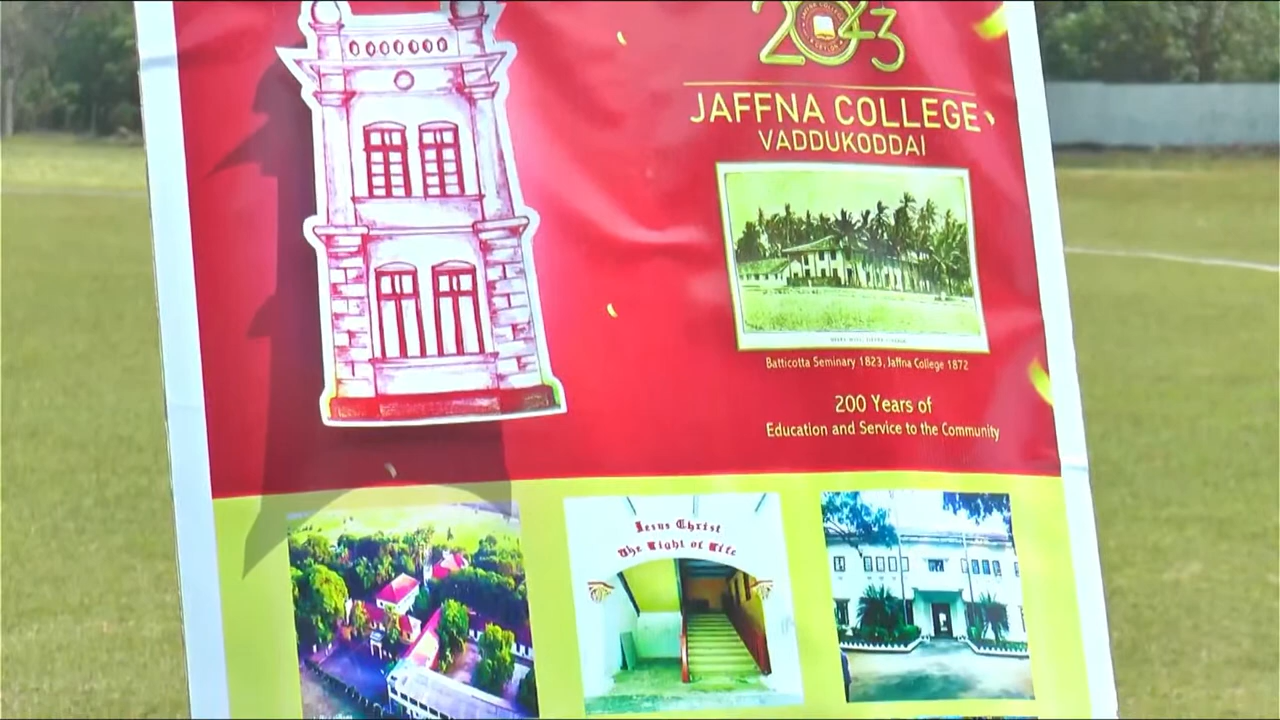 2043
JAFFNA COLLEGE
VADDUKODDAI
Batticotta Seminary 1823, Jaffna College 1872
200 Years of
Education and Service to the Community
Jesus Christ
The Light of Life